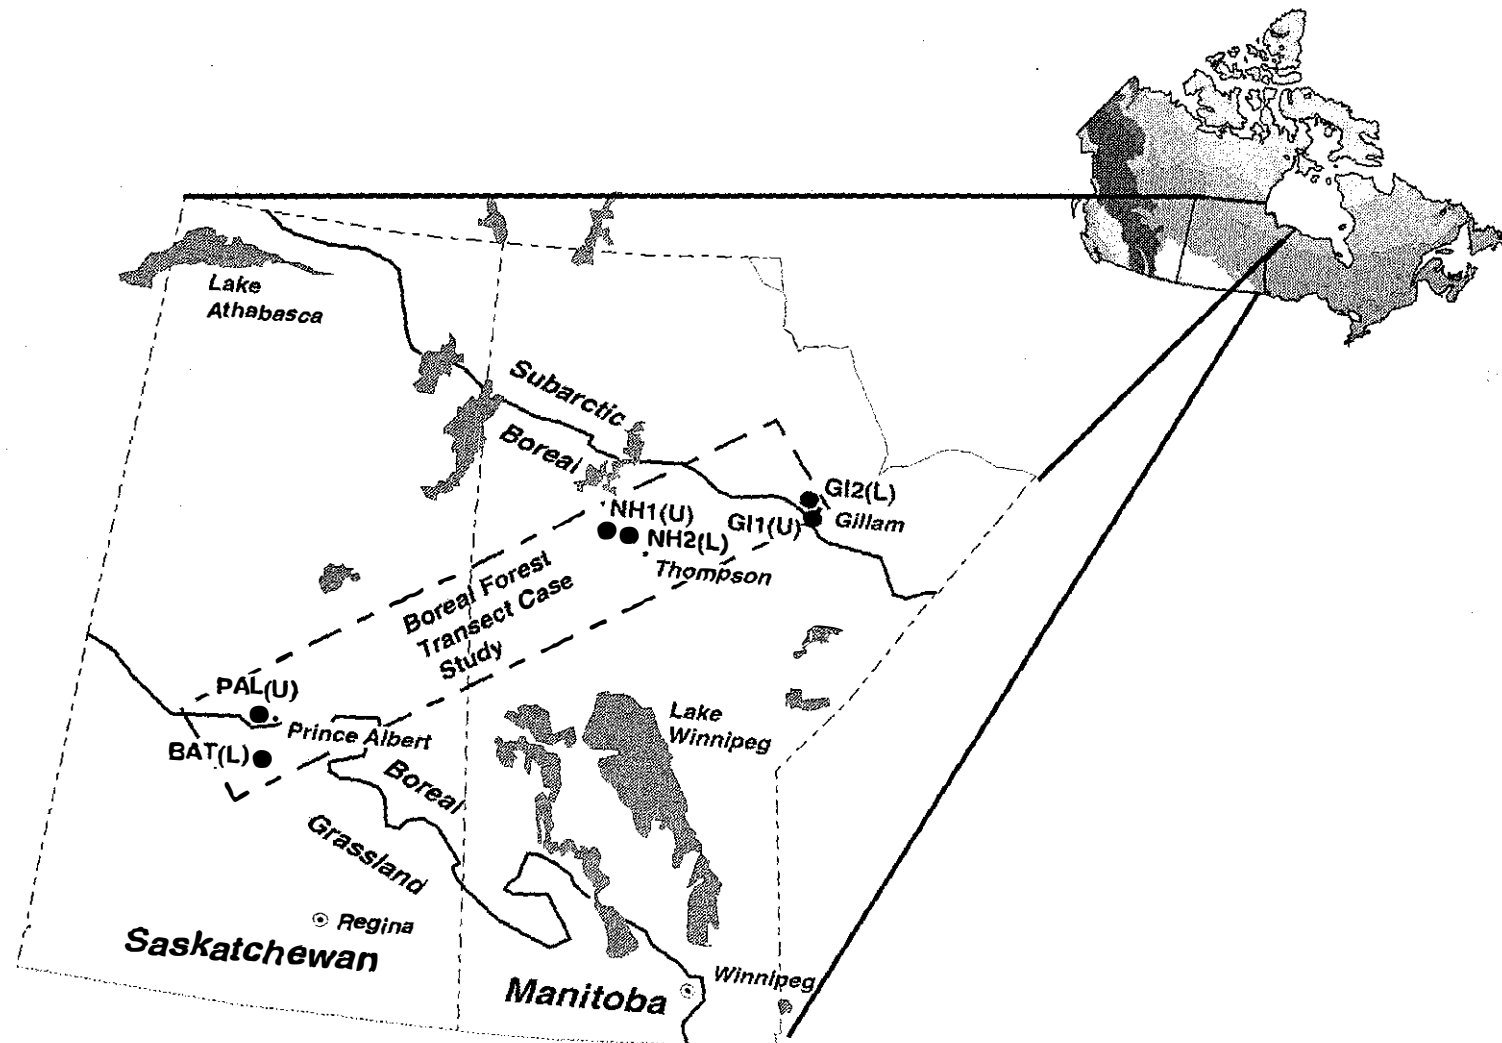 Lake
Athabasca
Subarctic
Boreal
GI2(L)
GI1(U)
Gillam
NH1(U)
NH2(L)
Thompson
Boreal Forest
Transect Case
Study
PAL(U)
Prince Albert
BAT(L)
Lake
Winnipeg
Boreal
Grassland
Regina
Saskatchewan
Winnipeg
Manitoba